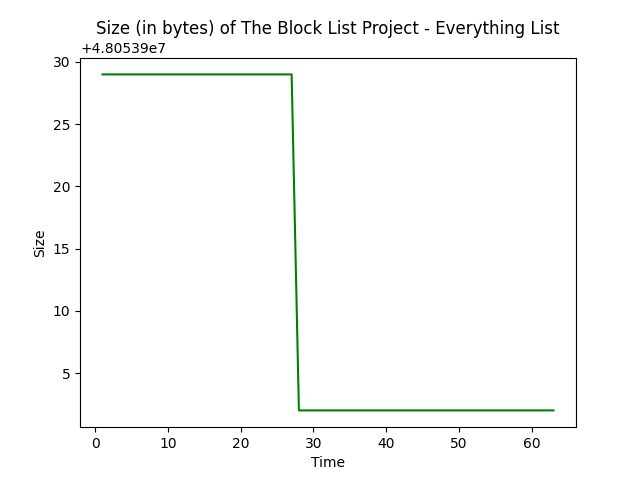 Size (in bytes) of The Block List Project - Everything List
+4.80539e7
30
25
20
15
10
5
Size
0 10 20 30 40 50 60
Time